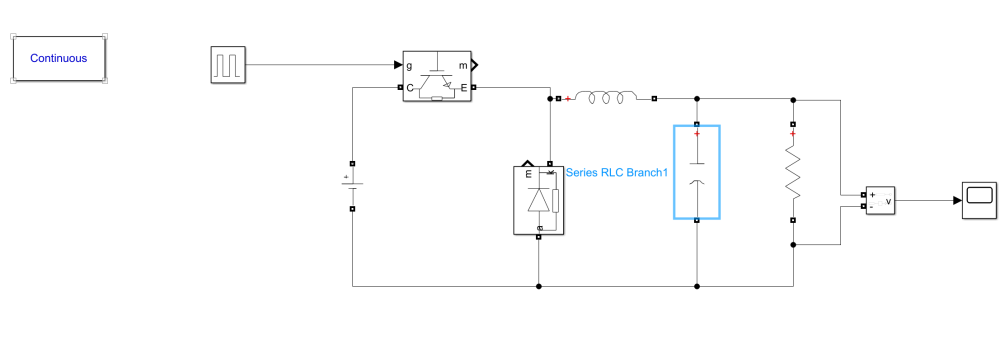 Continuous
g
m
C
E
+
+
+
m
k
Series RLC Branch1
+
a
+
v
-